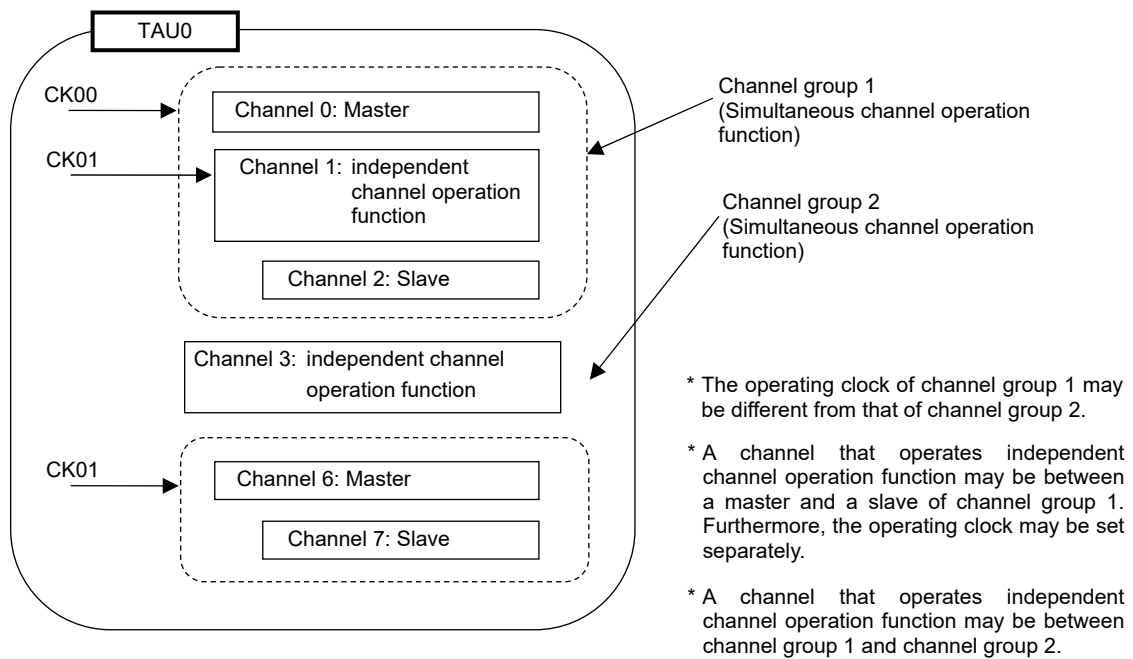 TAU0
CK00
Channel 0: Master
CK01
Channel 1: independent
channel operation
function
Channel 2: Slave
Channel group 1
(Simultaneous channel operation
function)
Channel group 2
(Simultaneous channel operation
function)
Channel 3: independent channel
operation function
CK01
Channel 6: Master
Channel 7: Slave
* The operating clock of channel group 1 may
be different from that of channel group 2.
* A channel that operates independent
channel operation function may be between
a master and a slave of channel group 1.
Furthermore, the operating clock may be set
separately.
* A channel that operates independent
channel operation function may be between
channel group 1 and channel group 2.